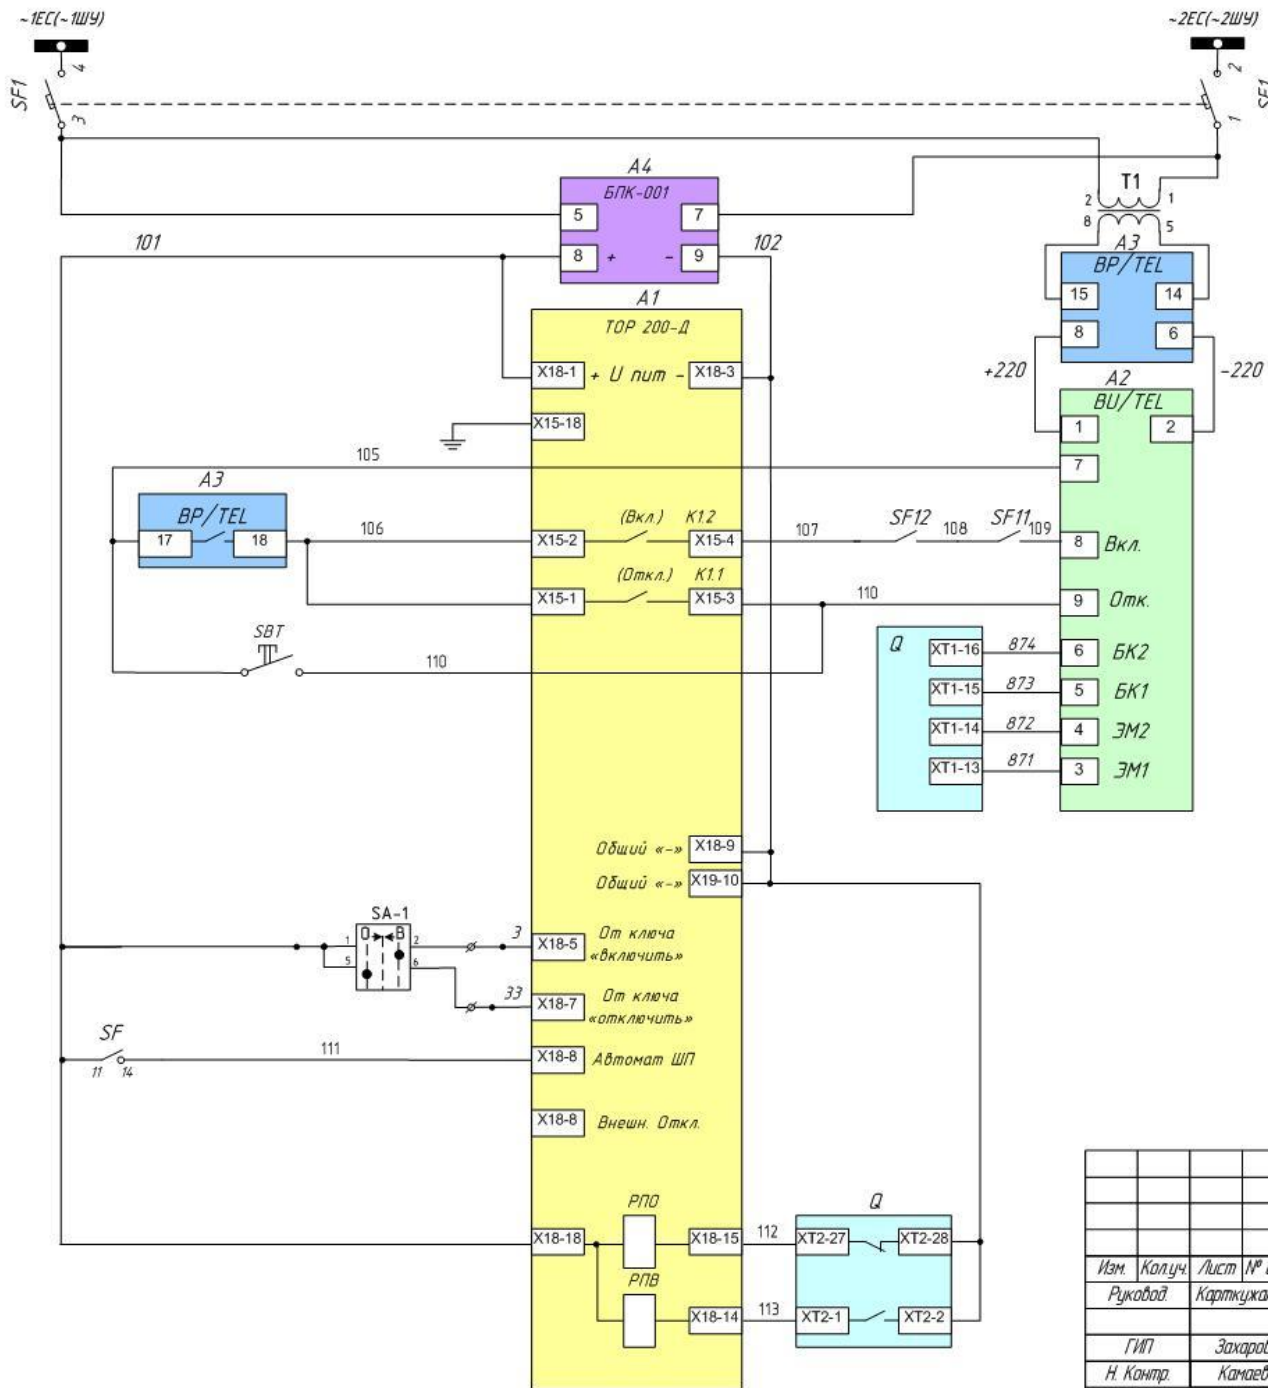 ~1ЕС(~1ШУ)
~2ЕС(~2ШУ)
SF1
4
3
2
1
SF1
A4
БПК-001
5
7
8
+
-
9
101
102
T1
2
1
8
5
A3
BP/TEL
15
14
8
6
+220
-220
A1
ТОР 200-Д
X18-1
+ U пит -
X18-3
X15-18
A2
BU/TEL
1
2
105
7
A3
BP/TEL
17
18
106
X15-2
(Вкл.)
K1.2
X15-4
107
SF12
108
SF11
109
8
Вкл.
X15-1
(Откл.)
K1.1
X15-3
110
9
Отк.
SBT
110
Q
XT1-16
874
6
БК2
XT1-15
873
5
БК1
XT1-14
872
4
ЭМ2
XT1-13
871
3
ЭМ1
Общий «-»
X18-9
Общий «-»
X19-10
SA-1
O
B
1
2
5
6
3
X18-5
От ключа
«включить»
33
X18-7
От ключа
«отключить»
SF
11
14
111
X18-8
Автомат ШП
X18-8
Внешн. Откл.
X18-18
РПО
X18-15
112
Q
XT2-27
XT2-28
РПВ
X18-14
113
XT2-1
XT2-2
Изм.
Кол.уч.
Лист
№
Руковод.
ГИП
Захаров
Н. Контр.
Камаев